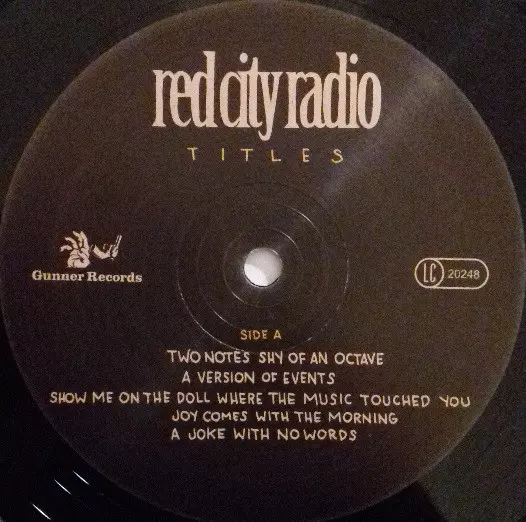 red city radio
TITLES
Gunner Records
LC 20248
SIDE A
TWO NOTES SHY OF AN OCTAVE
A VERSION OF EVENTS
SHOW ME ON THE DOLL WHERE THE MUSIC TOUCHED YOU
JOY COMES WITH THE MORNING
A JOKE WITH NO WORDS